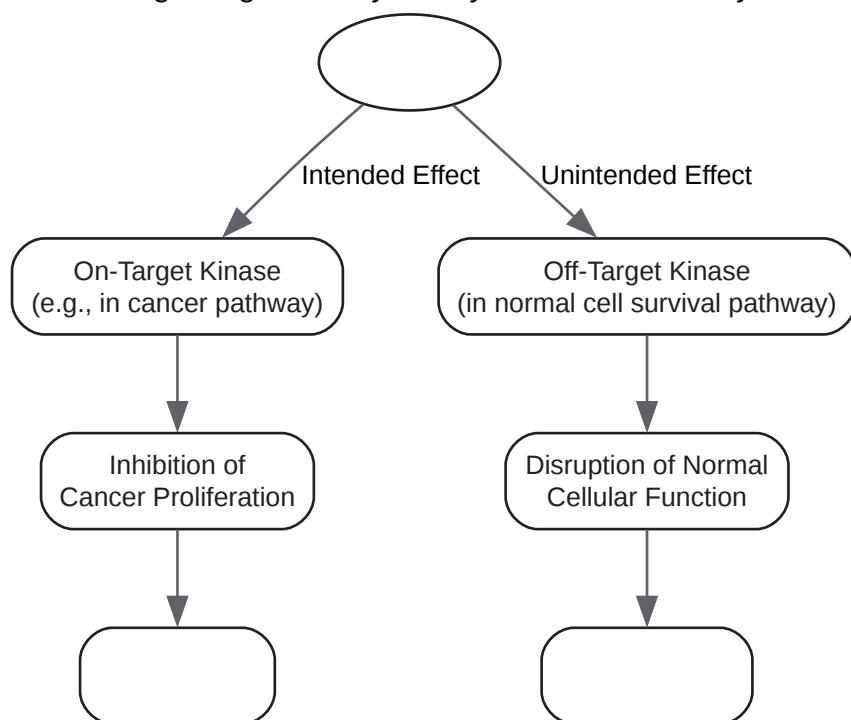 Intended Effect
Unintended Effect
On-Target Kinase
(e.g., in cancer pathway)
Off-Target Kinase
(in normal cell survival pathway)
Inhibition of
Cancer Proliferation
Disruption of Normal
Cellular Function